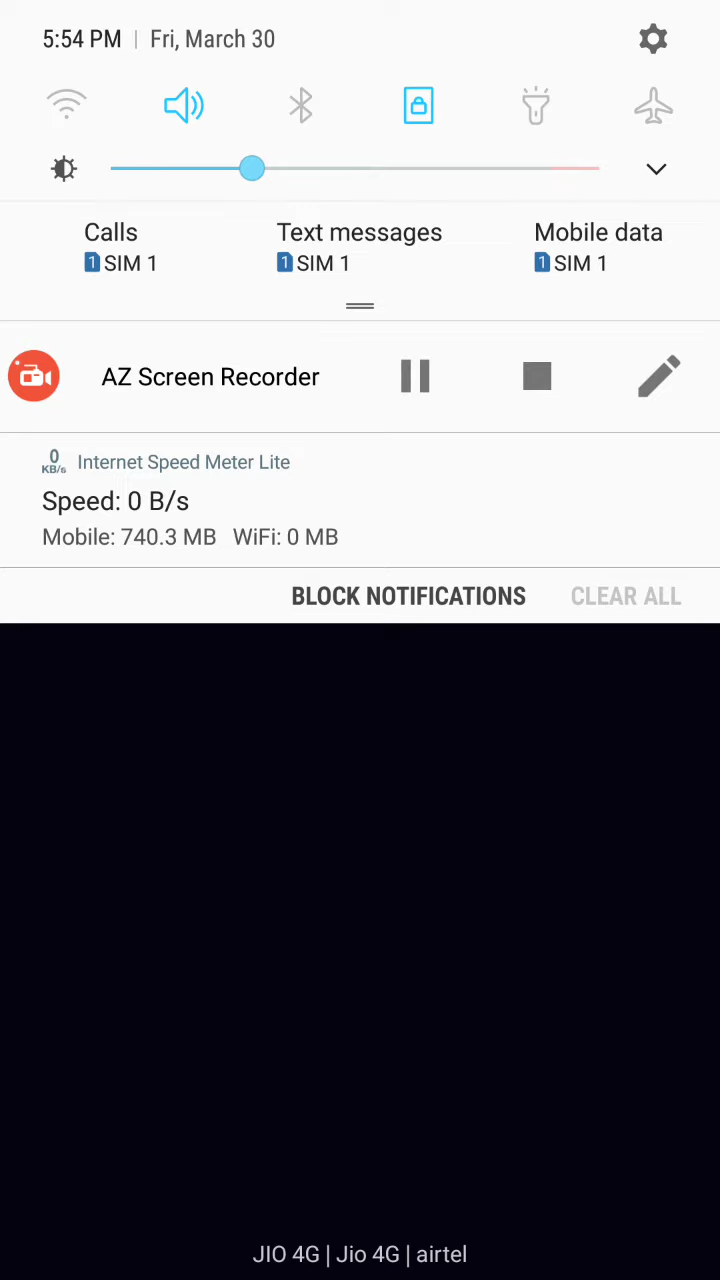 5:54 PM | Fri, March 30
Calls Text messages Mobile data
1 SIM 1 1 SIM 1 1 SIM 1
AZ Screen Recorder
0 KB/s Internet Speed Meter Lite
Speed: 0 B/s
Mobile: 740.3 MB WiFi: 0 MB
BLOCK NOTIFICATIONS CLEAR ALL
JIO 4G | Jio 4G | airtel